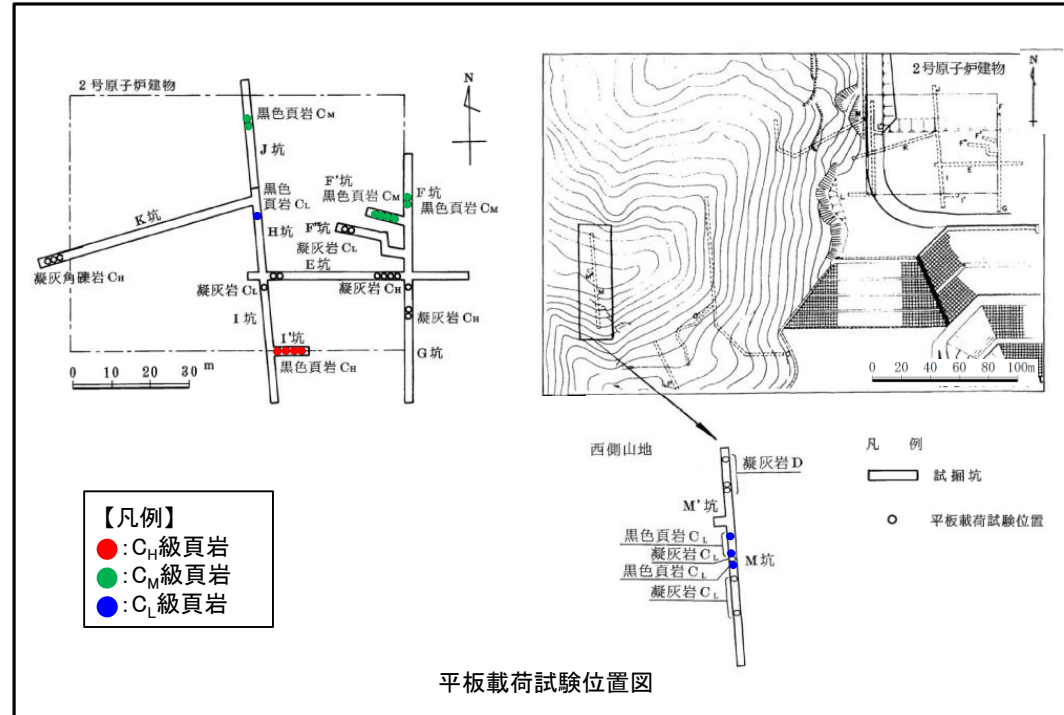 2号原子炉建物
N
黒色頁岩 CM
J坑
黒色
頁岩 CL
F'坑
黒色頁岩 CM
F坑
黒色頁岩 CM
K坑
H坑
F''坑
凝灰岩 CL
E坑
凝灰角礫岩 CH
凝灰岩 CL
凝灰岩 CH
I坑
凝灰岩 CH
I'坑
黒色頁岩 CH
G坑
0 10 20 30 m
2号原子炉建物
N
J
F
F'
F''
K
E
I
I'
G
M
0 20 40 60 80 100m
西側山地
凝灰岩 D
M'坑
黒色頁岩 CL
凝灰岩 CL
M坑
黒色頁岩 CL
凝灰岩 CL
凡 例
試掘坑
平板載荷試験位置
【凡例】
:CH級頁岩
:CM級頁岩
:CL級頁岩
平板載荷試験位置図